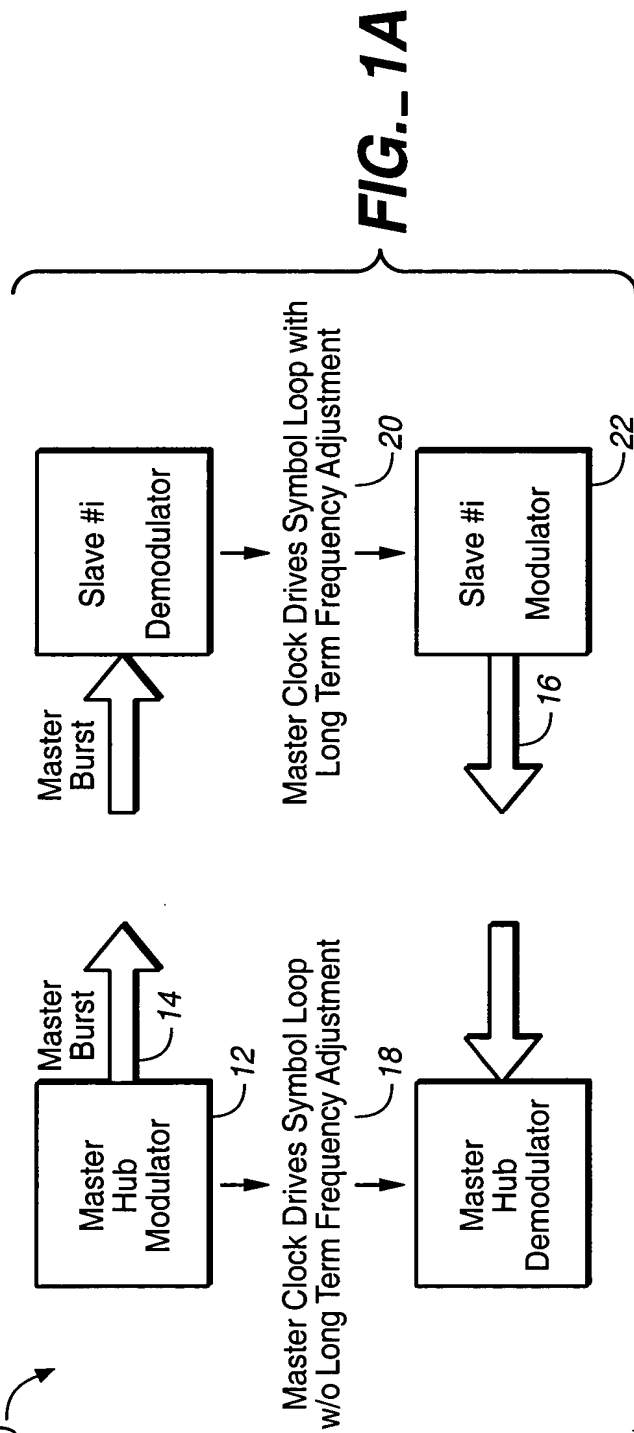 Master
Hub
Modulator
12
Master
Burst
14
Master
Burst
Slave #i
Demodulator
Master Clock Drives Symbol Loop
w/o Long Term Frequency Adjustment
18
Master Clock Drives Symbol Loop with
Long Term Frequency Adjustment
20
Master
Hub
Demodulator
16
Slave #i
Modulator
22
FIG._1A